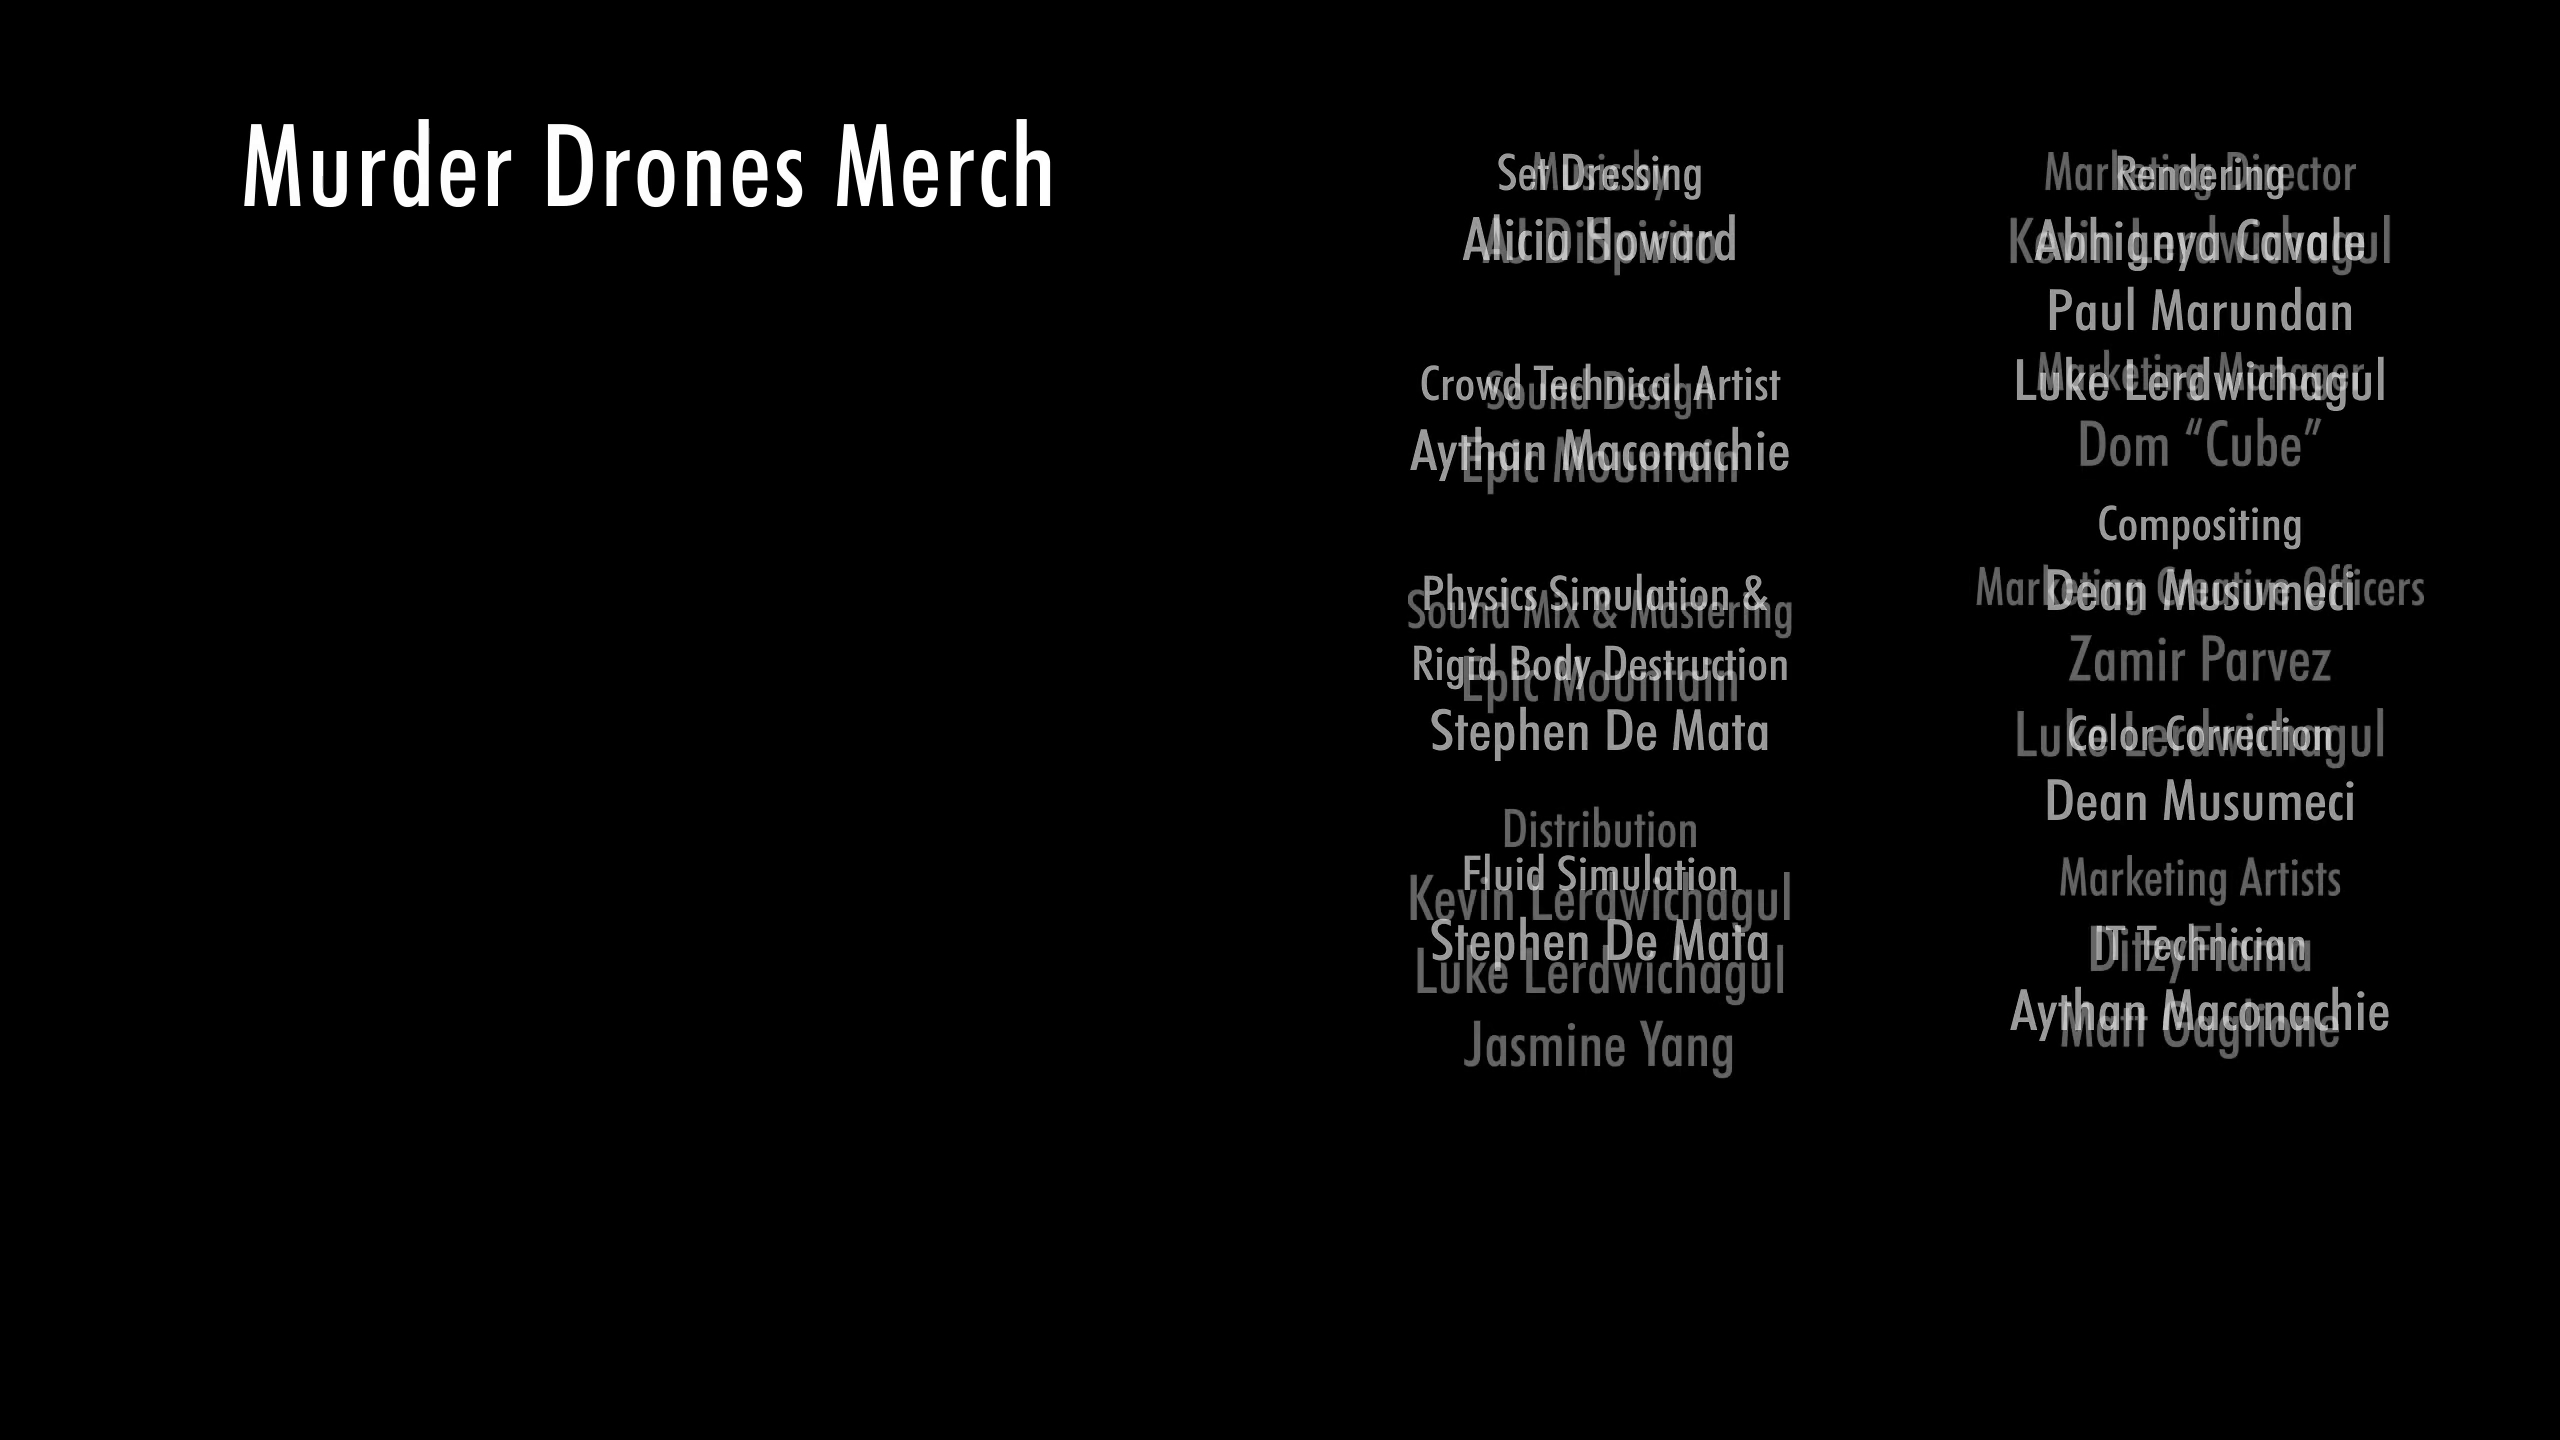 Murder Drones Merch
Set Dressing
Alicia Howard
Crowd Technical Artist
Aythan Maconachie
Physics Simulation &
Rigid Body Destruction
Stephen De Mata
Fluid Simulation
Stephen De Mata
Music by
AJ DiSpirito
Sound Design
Epic Mountain
Sound Mix & Mastering
Epic Mountain
Distribution
Kevin Lerdwichagul
Luke Lerdwichagul
Jasmine Yang
Rendering
Abhignya Cavale
Paul Marundan
Luke Lerdwichagul
Compositing
Dean Musumeci
Color Correction
Dean Musumeci
IT Technician
Aythan Maconachie
Marketing Director
Kevin Lerdwichagul
Marketing Manager
Dom “Cube”
Marketing Creative Officers
Zamir Parvez
Luke Lerdwichagul
Marketing Artists
DitzyFlama
Matt Gaglione